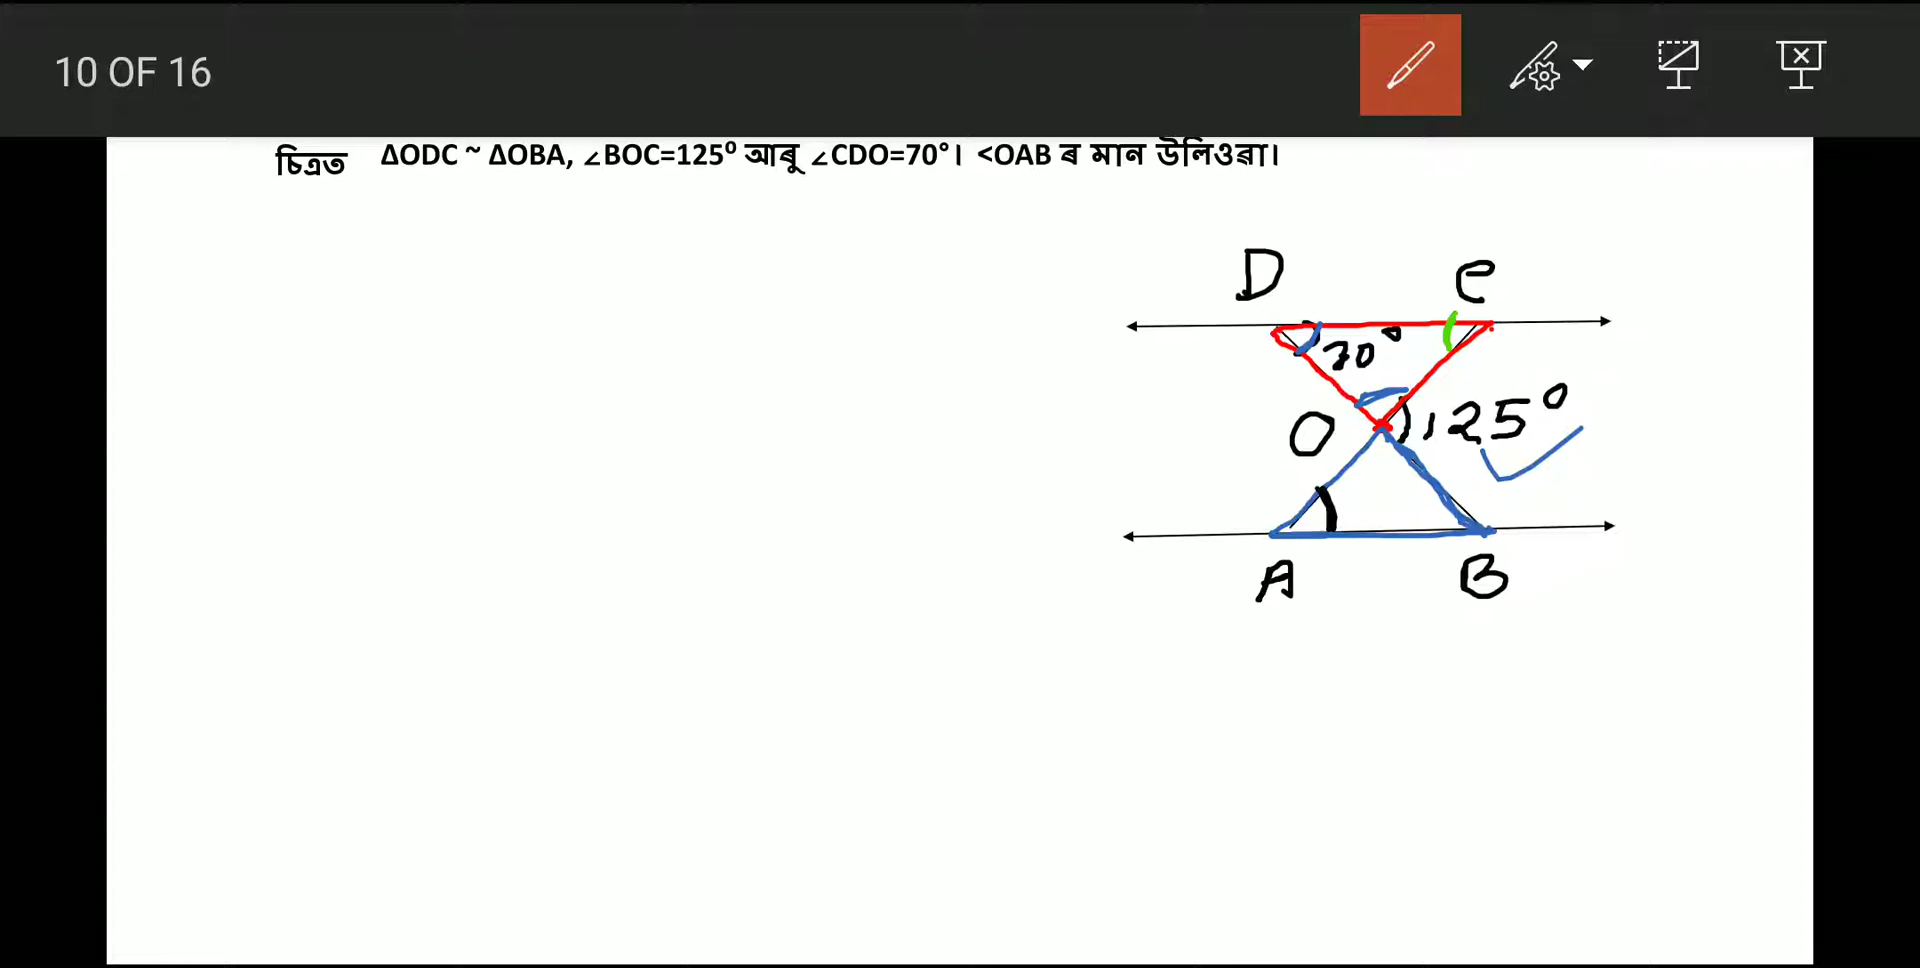 10 OF 16
চিত্ৰত ΔODC ~ ΔOBA, ∠BOC=125⁰ আৰু ∠CDO=70°। <OAB ৰ মান উলিওৱা।
D C
70°
O 125°
A B